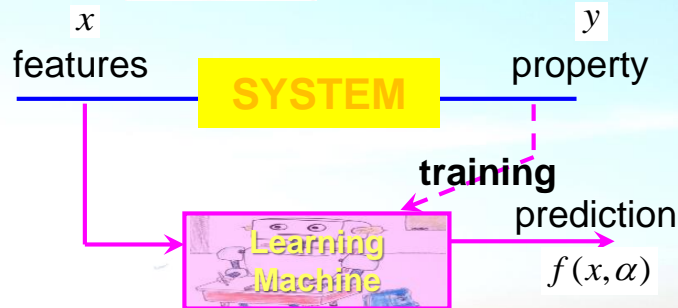 x
y
features
property
SYSTEM
training
prediction
Learning
Machine
f(x,α)